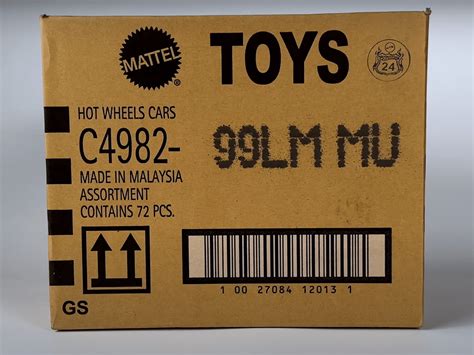 MATTEL
®
TOYS
24
HOT WHEELS CARS
C4982-
99LM MU
MADE IN MALAYSIA
ASSORTMENT
CONTAINS 72 PCS.
1 00 27084 12013 1
GS